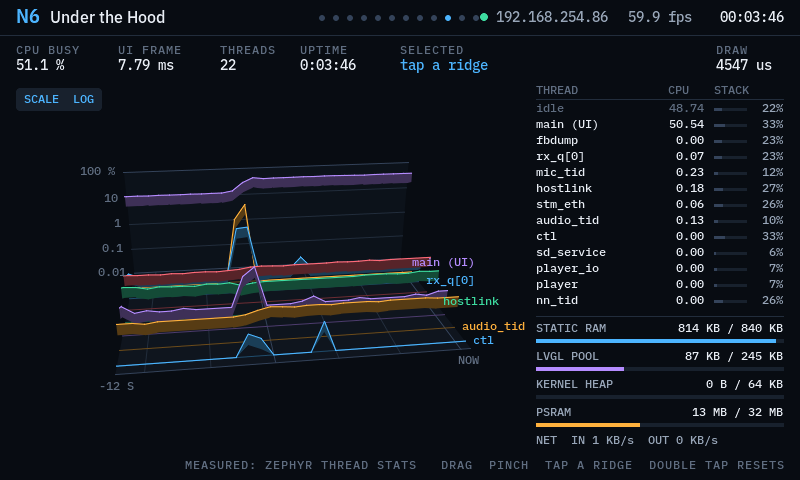 N6 Under the Hood 192.168.254.86 59.9 fps 00:03:46
CPU BUSY UI FRAME THREADS UPTIME SELECTED DRAW
51.1 % 7.79 ms 22 0:03:46 tap a ridge 4547 us
SCALE LOG
100 %
10
1
0.1
0.01
main (UI)
rx_q[0]
hostlink
audio_tid
ctl
NOW
-12 S
THREAD CPU STACK
idle 48.74 22%
main (UI) 50.54 33%
fbdump 0.00 23%
rx_q[0] 0.07 23%
mic_tid 0.23 12%
hostlink 0.18 27%
stm_eth 0.06 26%
audio_tid 0.13 10%
ctl 0.00 33%
sd_service 0.00 6%
player_io 0.00 7%
player 0.00 7%
nn_tid 0.00 26%
STATIC RAM 814 KB / 840 KB
LVGL POOL 87 KB / 245 KB
KERNEL HEAP 0 B / 64 KB
PSRAM 13 MB / 32 MB
NET IN 1 KB/s OUT 0 KB/s
MEASURED: ZEPHYR THREAD STATS DRAG PINCH TAP A RIDGE DOUBLE TAP RESETS